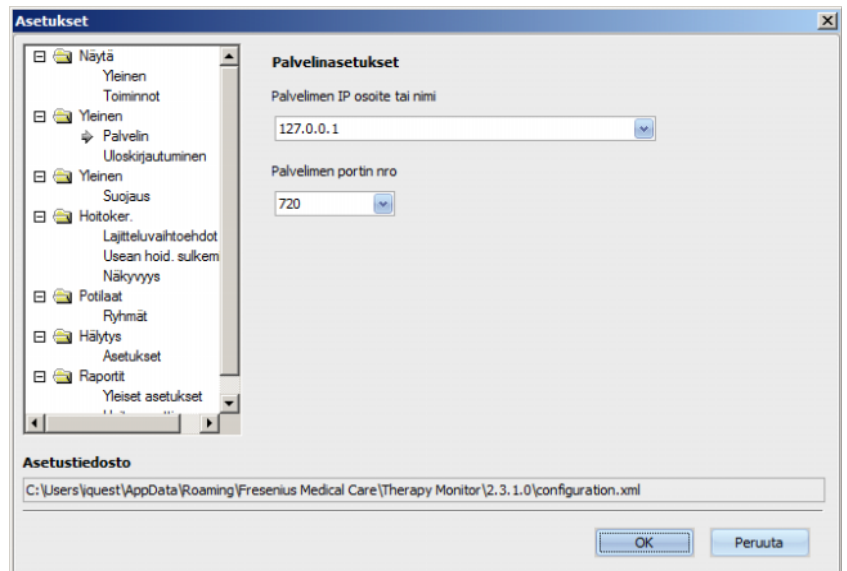 Asetukset
Näytä
Yleinen
Toiminnot
Yleinen
Palvelin
Uloskirjautuminen
Yleinen
Suojaus
Hoitoker.
Lajitteluvaihtoehdot
Usean hoid. sulkem
Näkyvyys
Potilaat
Ryhmät
Hälytys
Asetukset
Raportit
Yleiset asetukset
Palvelinasetukset
Palvelimen IP osoite tai nimi
127.0.0.1
Palvelimen portin nro
720
Asetustiedosto
C:\Users\iquest\AppData\Roaming\Fresenius Medical Care\Therapy Monitor\2.3.1.0\configuration.xml
OK
Peruuta